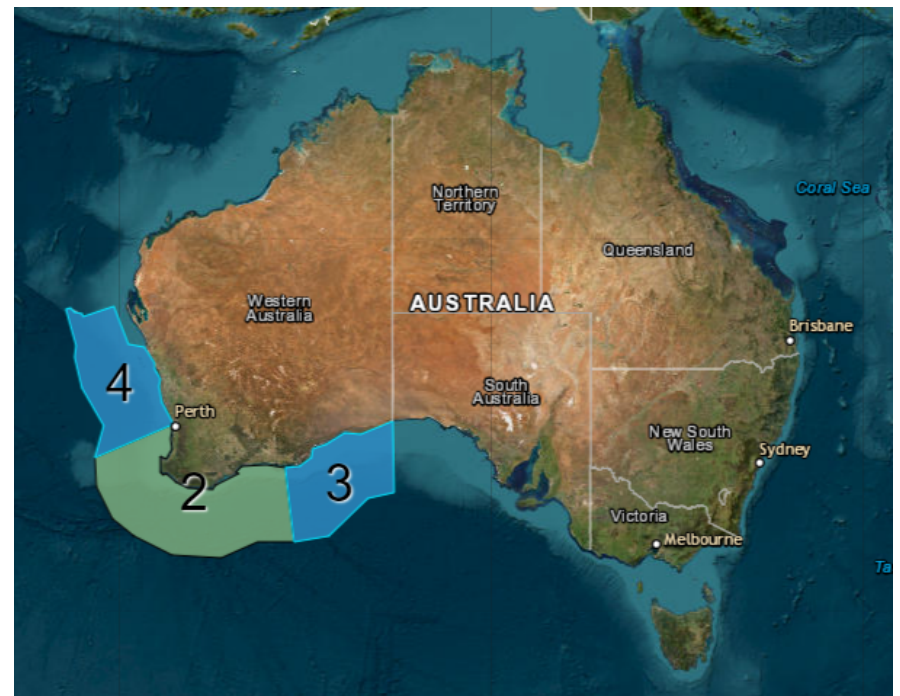 Coral Sea
Northern
Territory
Queensland
Western
Australia
AUSTRALIA
Brisbane
4
South
Australia
Perth
New South
Wales
Sydney
3
2
Victoria
Melbourne
Ta